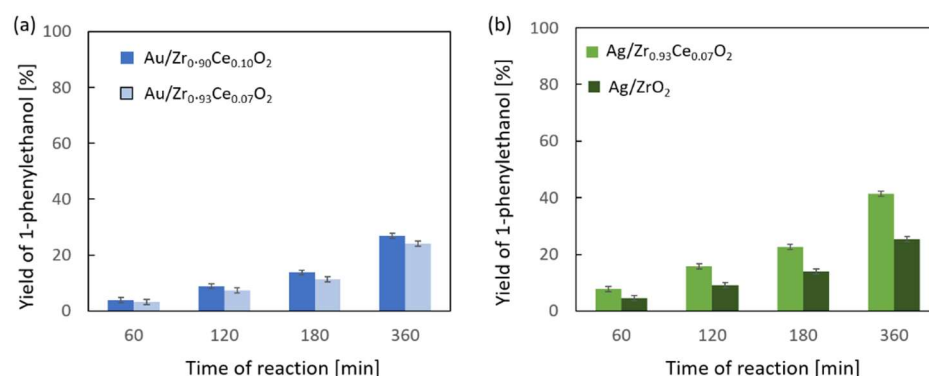 (a)
100
80
60
40
20
0
Yield of 1-phenylethanol [%]
Au/Zr₀.₉₀Ce₀.₁₀O₂
Au/Zr₀.₉₃Ce₀.₀₇O₂
60 120 180 360
Time of reaction [min]
(b)
100
80
60
40
20
0
Yield of 1-phenylethanol [%]
Ag/Zr₀.₉₃Ce₀.₀₇O₂
Ag/ZrO₂
60 120 180 360
Time of reaction [min]